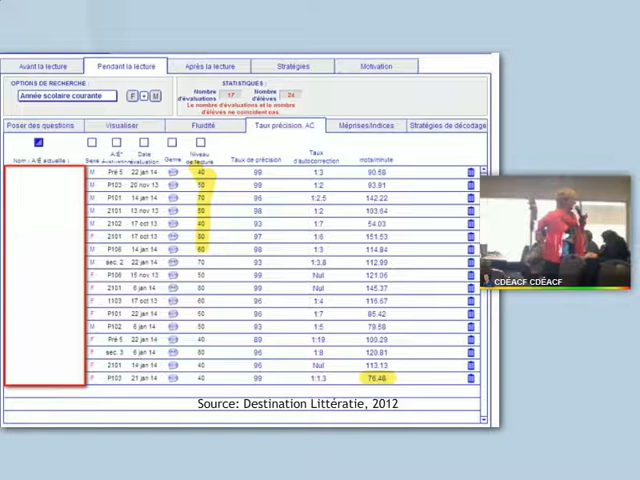 Avant la lecture Pendant la lecture Après la lecture Stratégies Motivation
OPTIONS DE RECHERCHE : STATISTIQUES :
Année scolaire courante F + M Nombre d'évaluations 17 Nombre d'élèves 24
Le nombre d'évaluations et le nombre d'élèves ne coincident pas.
Poser des questions Visualiser Fluidité Taux précision, AC Méprises/Indices Stratégies de décodage
Nom : A/É actuelle : Sexe A/É évaluation Date évaluation Genre Niveau de lecture Taux de précision Taux d'autocorrection mots/minute
M Pré 5 22 jan 14 40 99 1:3 90.58
M P103 20 nov 13 50 99 1:2 93.91
M P101 14 jan 14 70 96 1:2.5 142.22
M 2101 13 nov 13 50 98 1:2 103.64
M 2102 17 oct 13 40 93 1:7 54.03
F 2101 17 oct 13 80 97 1:6 151.53
M P106 14 jan 14 60 98 1:3 114.84
M sec. 2 22 jan 14 70 93 1:3.8 112.99
F P106 15 nov 13 50 99 Nul 121.06
F 2101 6 jan 14 80 99 Nul 145.37
F 1103 17 oct 13 60 96 1:4 116.67
F P101 21 jan 14 50 96 1:7 85.42
M P102 6 jan 14 50 93 1:5 79.58
F Pré 5 22 jan 14 40 89 1:19 100.29
F sec. 3 6 jan 14 80 96 1:8 120.81
F 2101 14 jan 14 40 96 Nul 113.13
F P103 21 jan 14 40 99 1:1.3 76.48
CDÉACF CDÉACF
Source: Destination Littératie, 2012